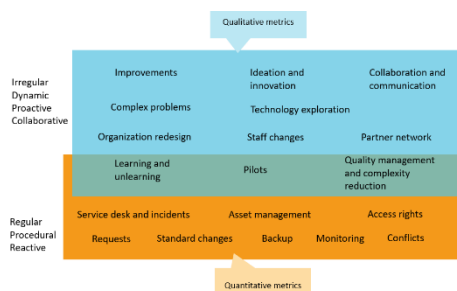 Qualitative metrics
Irregular
Dynamic
Proactive
Collaborative
Improvements
Ideation and
innovation
Collaboration and
communication
Complex problems
Technology exploration
Organization redesign
Staff changes
Partner network
Learning and
unlearning
Pilots
Quality management
and complexity
reduction
Regular
Procedural
Reactive
Service desk and incidents
Asset management
Access rights
Requests
Standard changes
Backup
Monitoring
Conflicts
Quantitative metrics